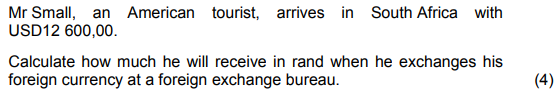 Mr Small, an American tourist, arrives in South Africa with
USD12 600,00.
Calculate how much he will receive in rand when he exchanges his
foreign currency at a foreign exchange bureau. (4)